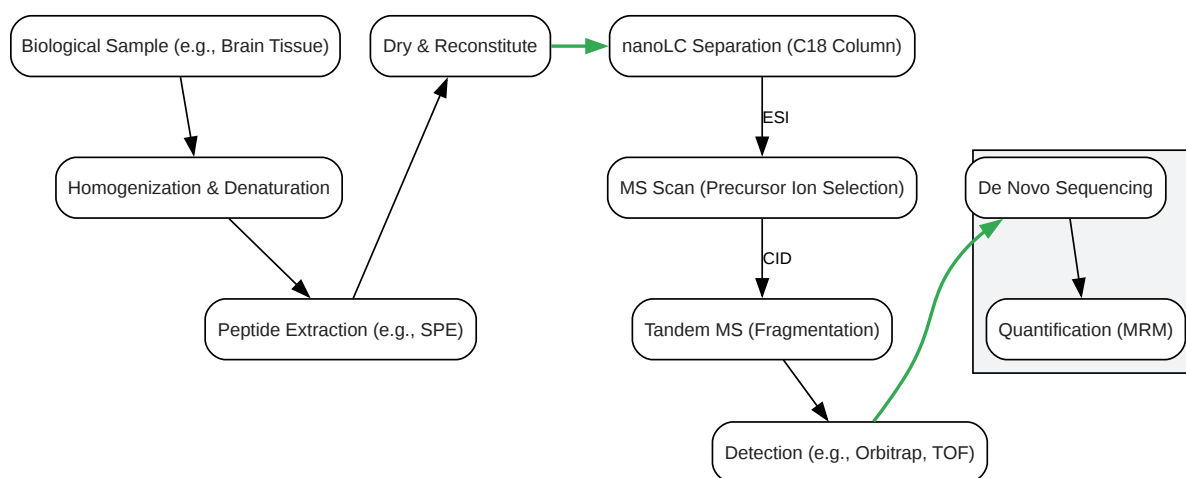 Biological Sample (e.g., Brain Tissue)
Homogenization & Denaturation
Peptide Extraction (e.g., SPE)
Dry & Reconstitute
nanoLC Separation (C18 Column)
ESI
MS Scan (Precursor Ion Selection)
CID
Tandem MS (Fragmentation)
Detection (e.g., Orbitrap, TOF)
De Novo Sequencing
Quantification (MRM)